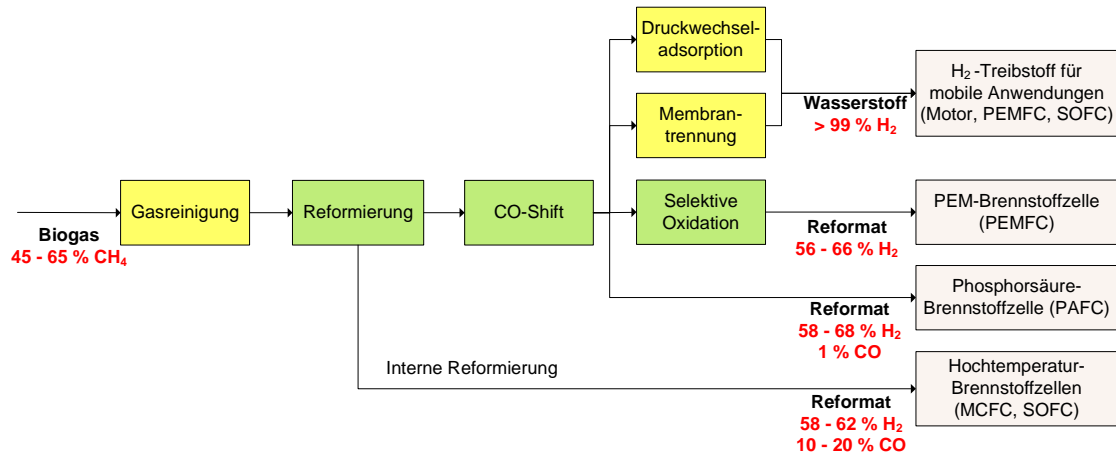 Druckwechsel-
adsorption
H₂-Treibstoff für
mobile Anwendungen
(Motor, PEMFC, SOFC)
Wasserstoff
> 99 % H₂
Membran-
trennung
Gasreinigung
Reformierung
CO-Shift
Selektive
Oxidation
PEM-Brennstoffzelle
(PEMFC)
Biogas
45 - 65 % CH₄
Reformat
56 - 66 % H₂
Phosphorsäure-
Brennstoffzelle (PAFC)
Reformat
58 - 68 % H₂
1 % CO
Interne Reformierung
Hochtemperatur-
Brennstoffzellen
(MCFC, SOFC)
Reformat
58 - 62 % H₂
10 - 20 % CO